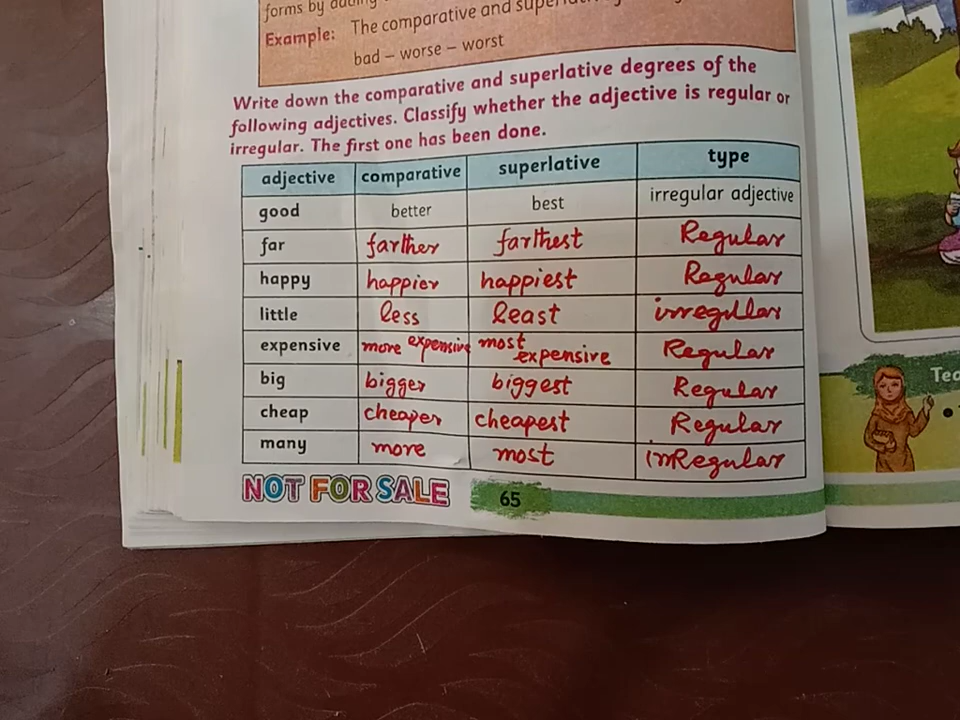 forms by adding
Example: The comparative and superlative
bad – worse – worst
Write down the comparative and superlative degrees of the
following adjectives. Classify whether the adjective is regular or
irregular. The first one has been done.
adjective comparative superlative type
good better best irregular adjective
far farther farthest Regular
happy happier happiest Regular
little less least irregular
expensive more expensive most expensive Regular
big bigger biggest Regular
cheap cheaper cheapest Regular
many more most irRegular
NOT FOR SALE 65
Tea